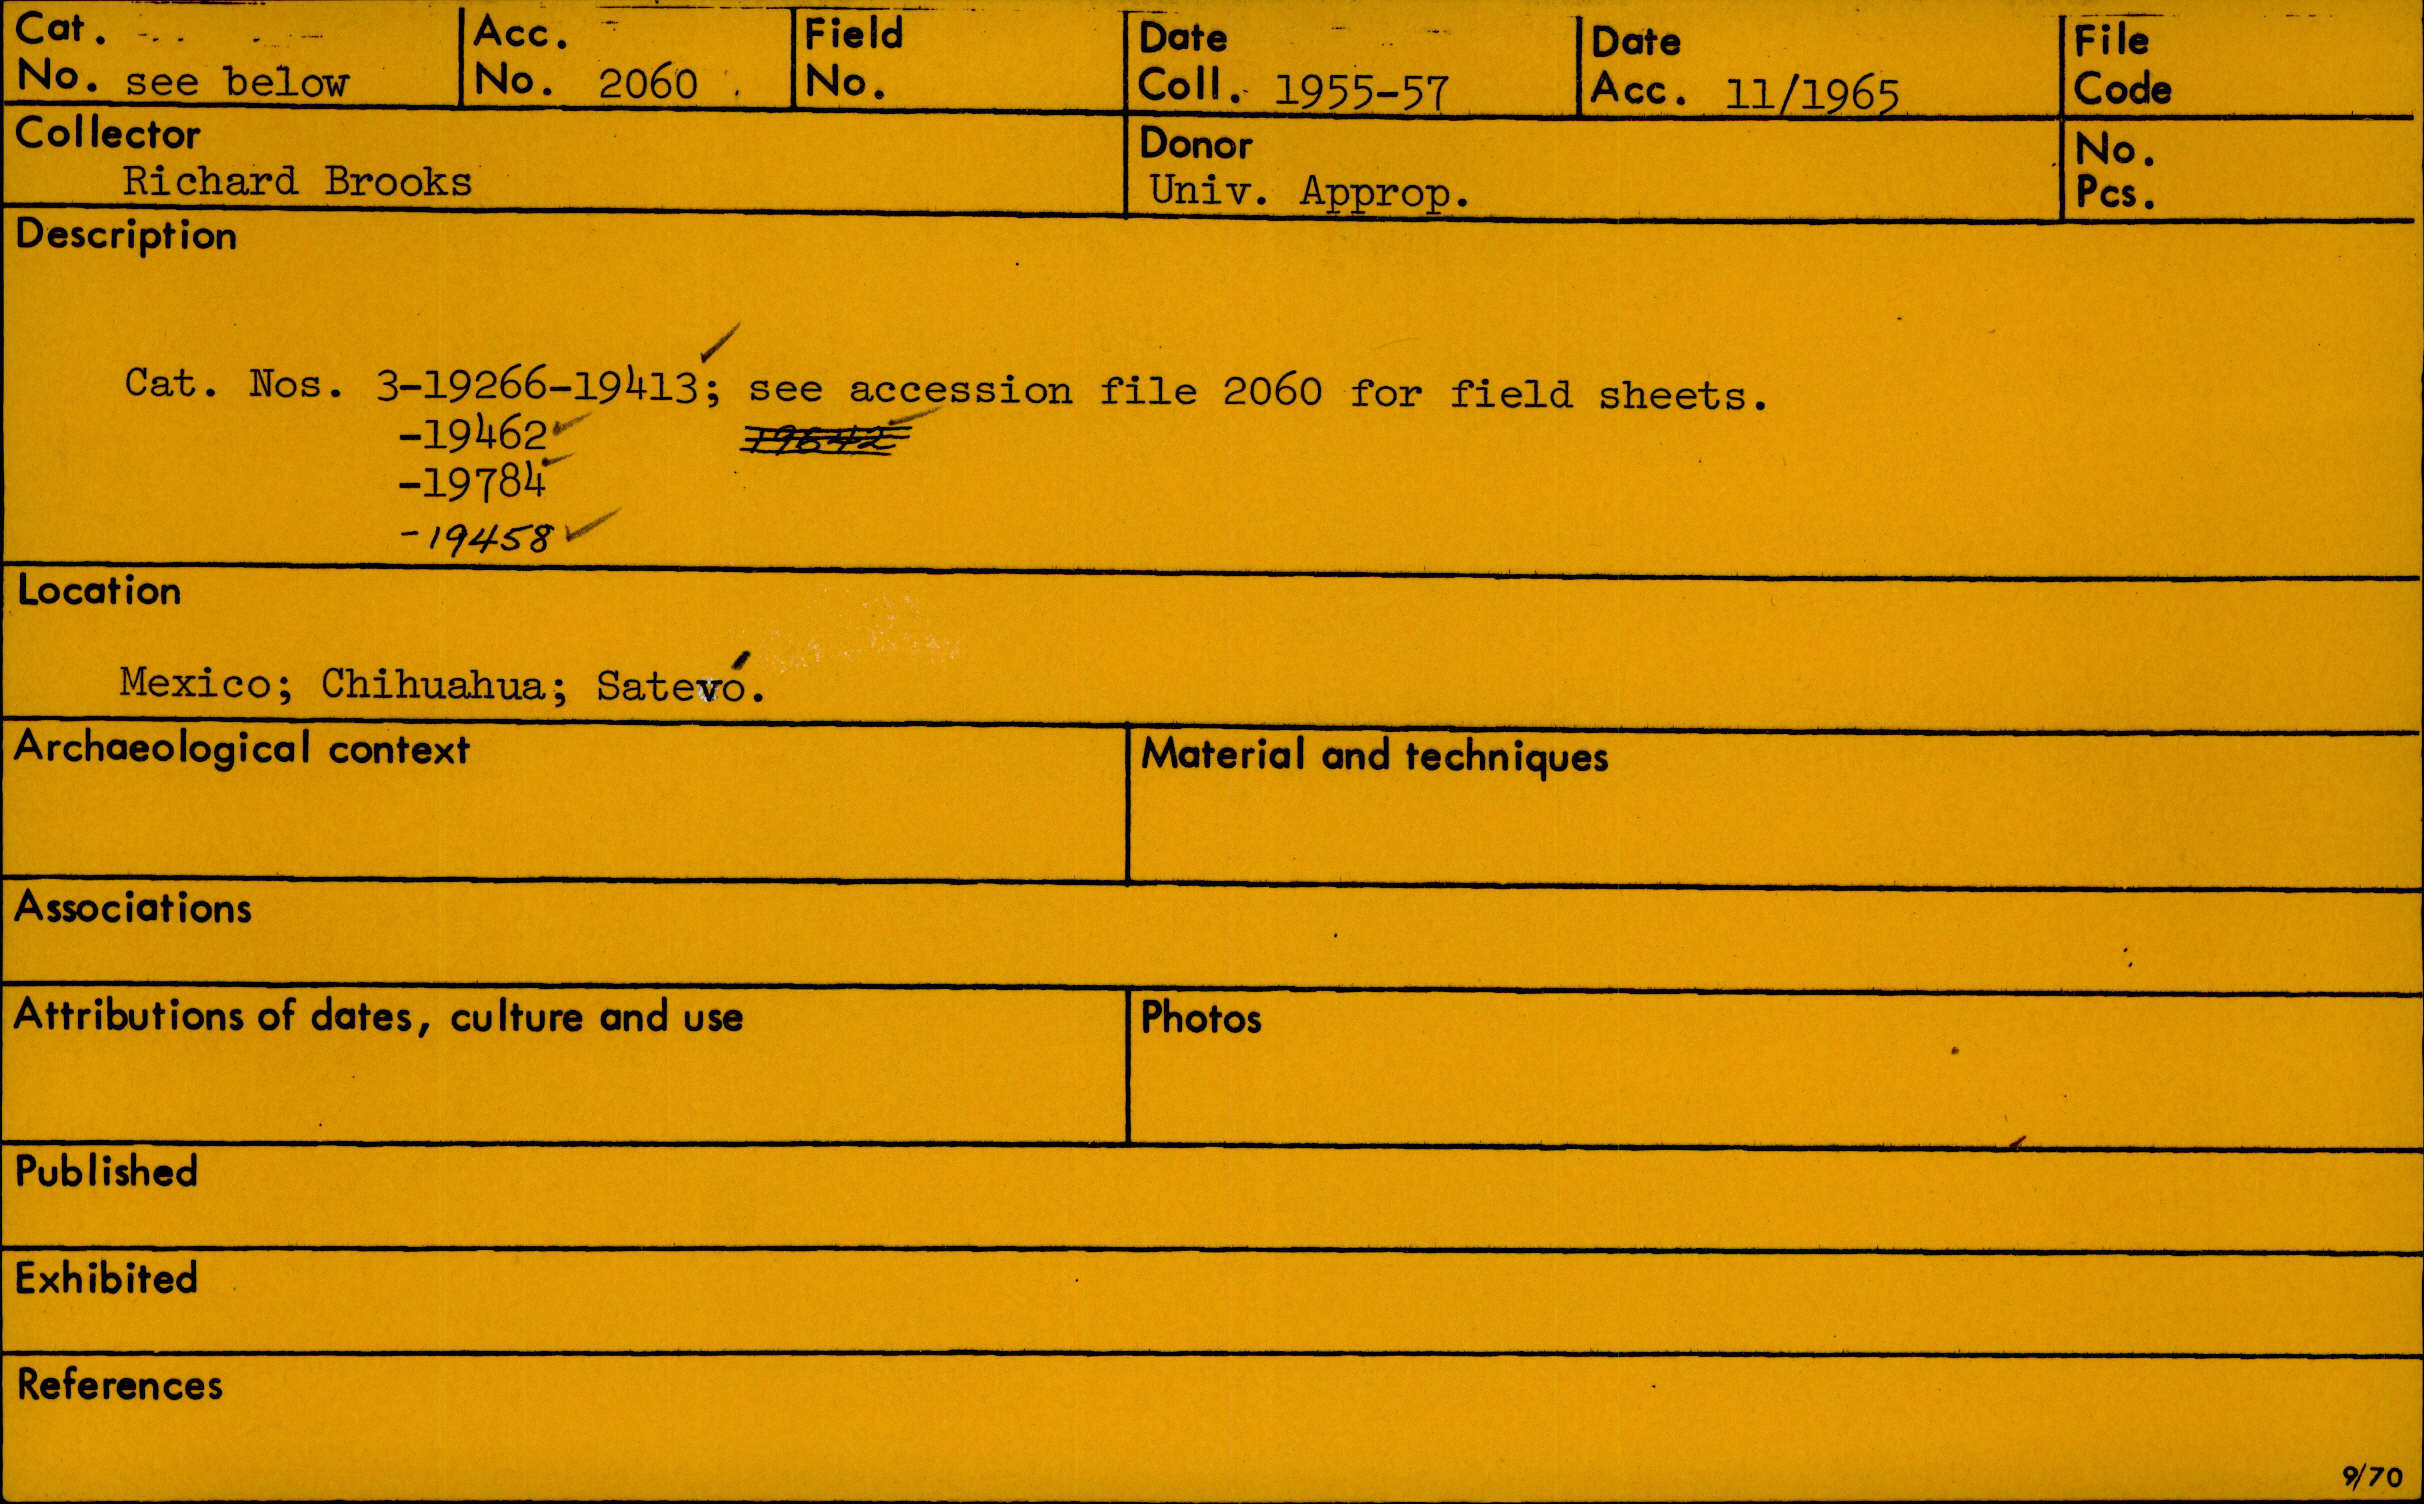 Cat. No. see below
Acc. No. 2060
Field No.
Date Coll. 1955-57
Date Acc. 11/1965
File Code
Collector
Richard Brooks
Donor
Univ. Approp.
No. Pcs.
Description
Cat. Nos. 3-19266-19413; see accession file 2060 for field sheets.
-19462
-19784
-19458
Location
Mexico; Chihuahua; Satevó.
Archaeological context
Material and techniques
Associations
Attributions of dates, culture and use
Photos
Published
Exhibited
References
9/70